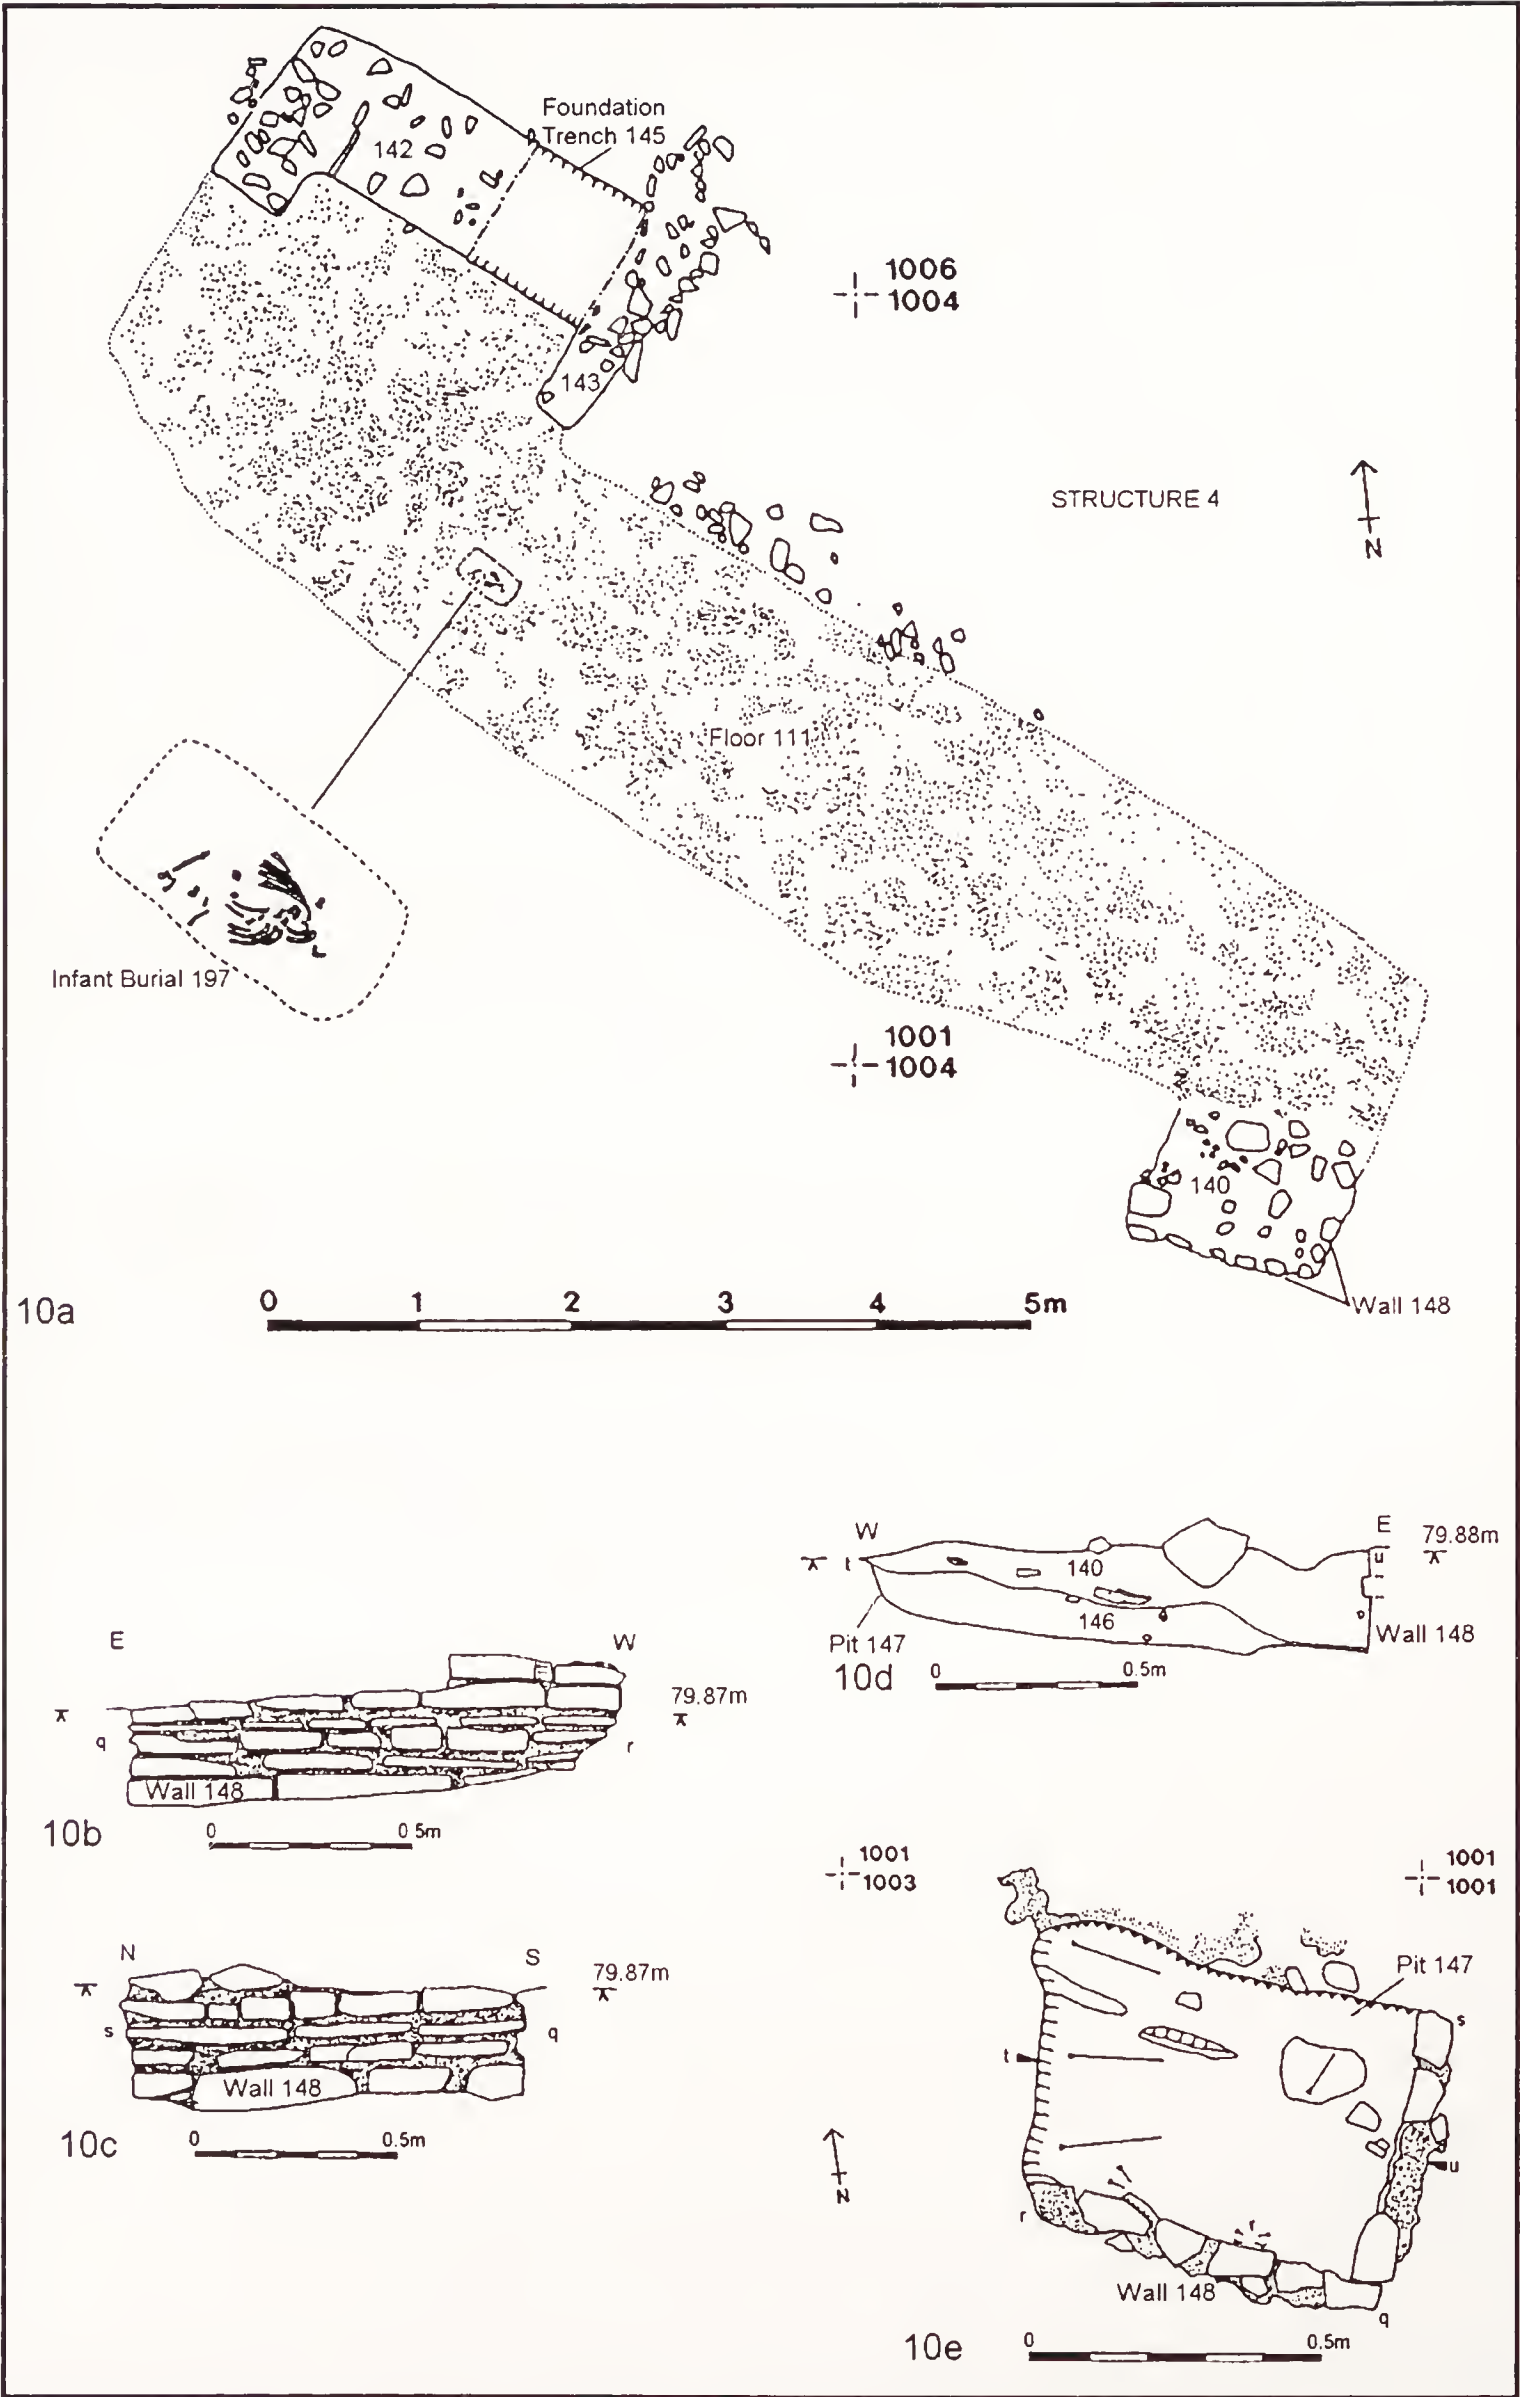 Foundation
Trench 145
142
1006
1004
143
STRUCTURE 4
N
Floor 111
Infant Burial 197
1001
1004
140
Wall 148
10a
0 1 2 3 4 5m
W
E
79.88m
t
140
u
146
Pit 147
Wall 148
10d
0 0.5m
E
W
79.87m
q
r
Wall 148
10b
0 0 5m
1001
1003
1001
1001
N
S
79.87m
s
q
Wall 148
10c
0 0.5m
Pit 147
s
t
u
N
r
Wall 148
q
10e
0 0.5m